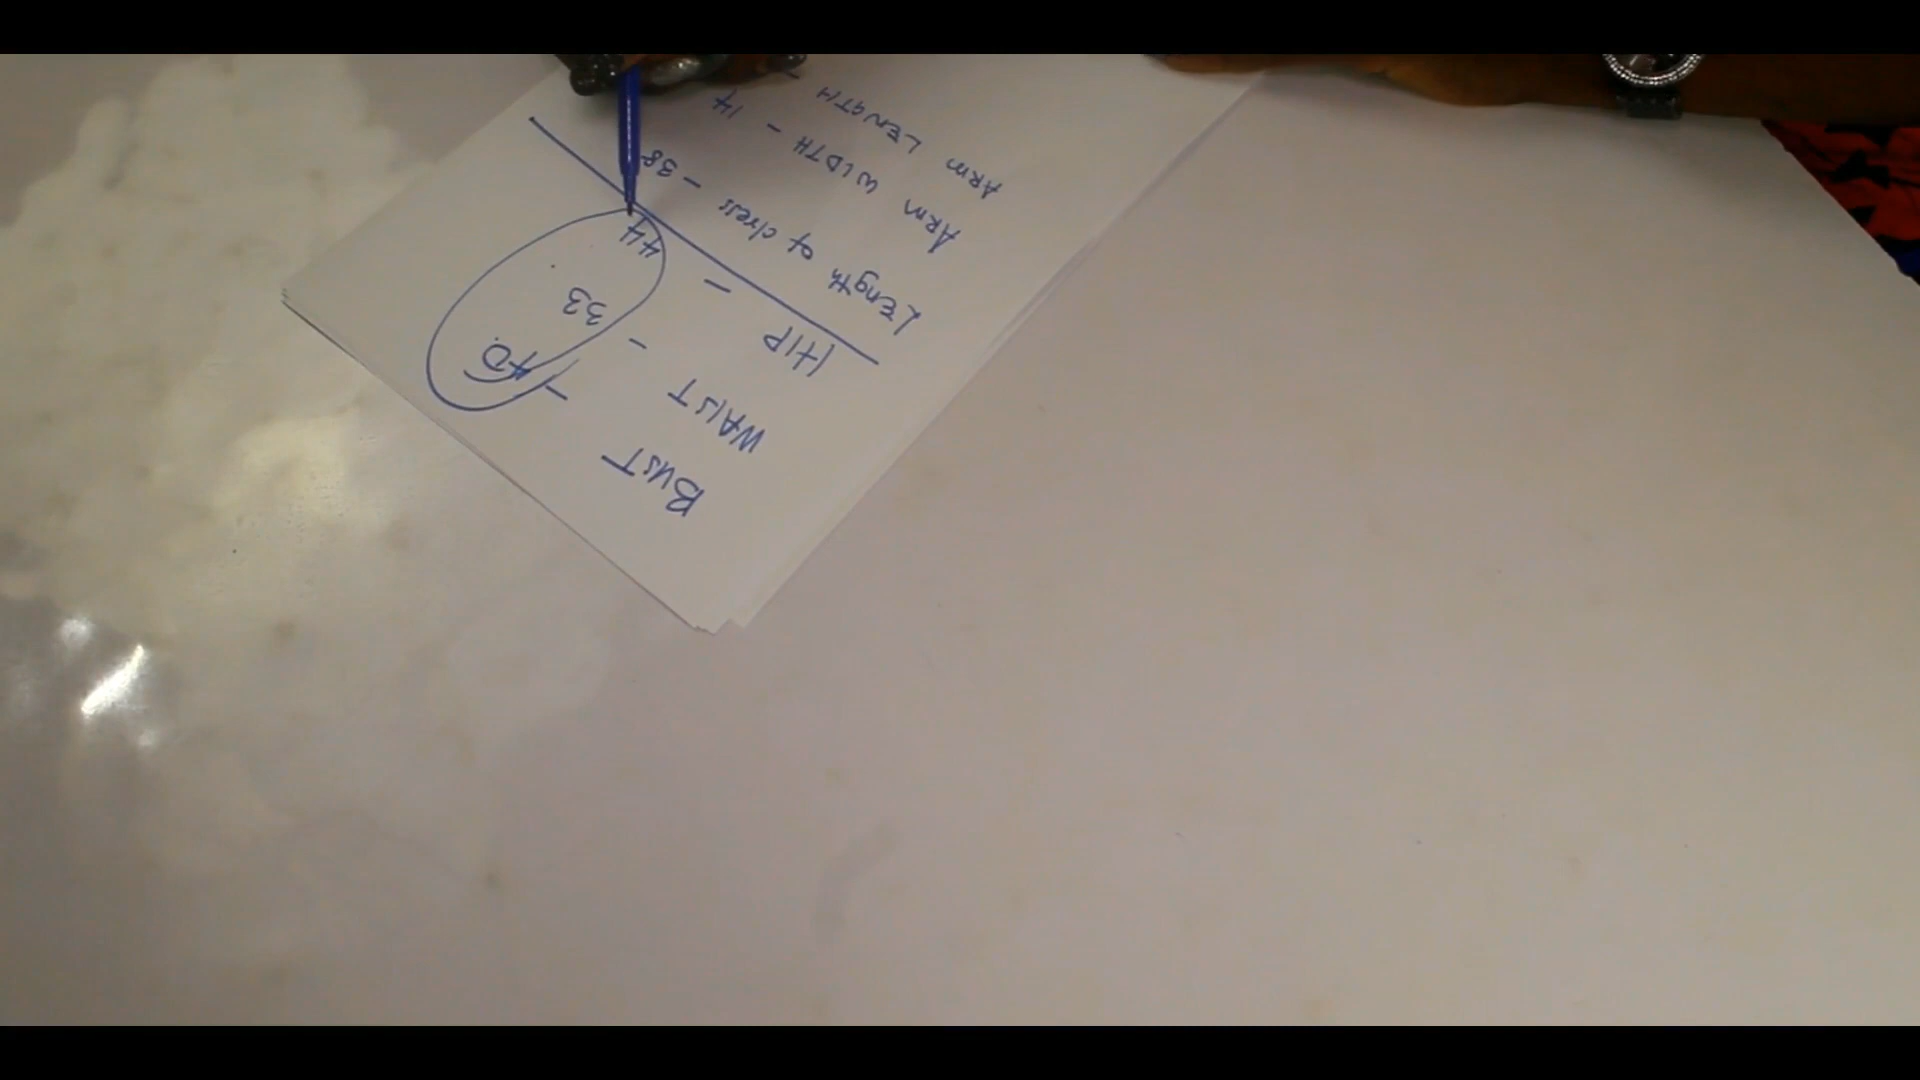 BUST - 40
WAIST - 33
HIP - 44
Length of dress - 38
ARM WIDTH - 14
ARM LENGTH -